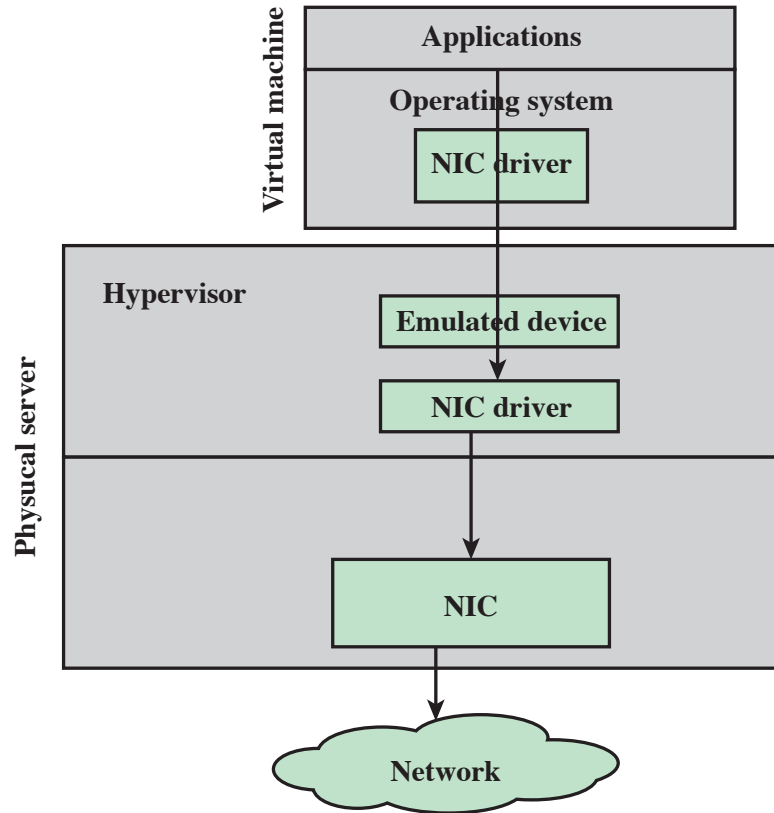 Virtual machine
Applications
Operating system
NIC driver
Physucal server
Hypervisor
Emulated device
NIC driver
NIC
Network